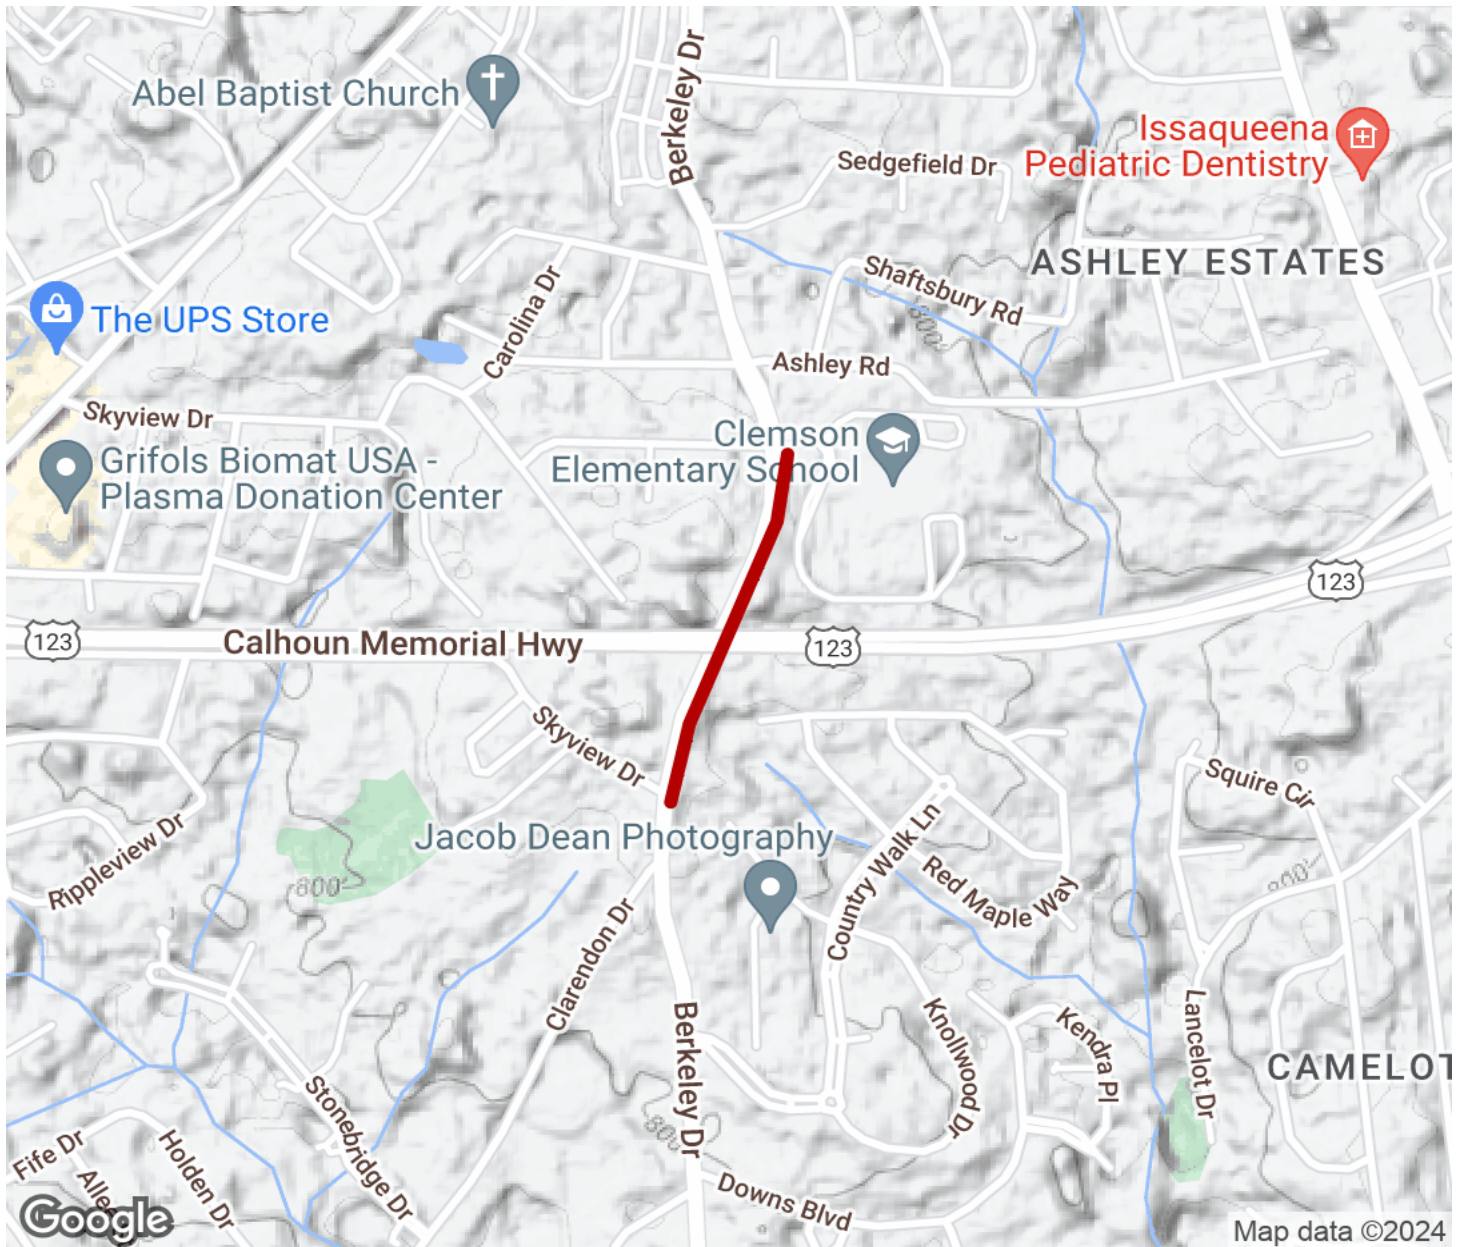 Berkeley Dr
Abel Baptist Church
Issaqueena
Pediatric Dentistry
Sedgefield Dr
ASHLEY ESTATES
Shaftsbury Rd
800'
Carolina Dr
The UPS Store
Ashley Rd
Skyview Dr
Clemson
Elementary School
Grifols Biomat USA -
Plasma Donation Center
123
123
Calhoun Memorial Hwy
123
Skyview Dr
Squire Cir
Jacob Dean Photography
Rippleview Dr
800'
Country Walk Ln
Red Maple Way
800'
Clarendon Dr
Berkeley Dr
Knollwood Dr
Kendra Pl
Lancelot Dr
CAMELOT
Stonebridge Dr
800'
Fife Dr
Holden Dr
Downs Blvd
Google
Map data ©2024